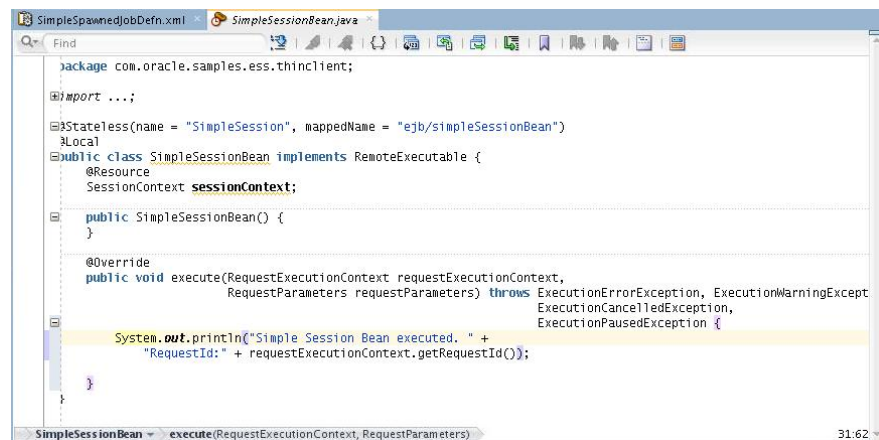 SimpleSpawnedJobDefn.xml SimpleSessionBean.java
Find
package com.oracle.samples.ess.thinclient;
import ...;
@Stateless(name = "SimpleSession", mappedName = "ejb/simpleSessionBean")
@Local
public class SimpleSessionBean implements RemoteExecutable {
@Resource
SessionContext sessionContext;
public SimpleSessionBean() {
}
@Override
public void execute(RequestExecutionContext requestExecutionContext,
RequestParameters requestParameters) throws ExecutionErrorException, ExecutionWarningExcept
ExecutionCancelledException,
ExecutionPausedException {
System.out.println("Simple Session Bean executed. " +
"RequestId:" + requestExecutionContext.getRequestId());
}
}
SimpleSessionBean execute(RequestExecutionContext, RequestParameters) 31:62